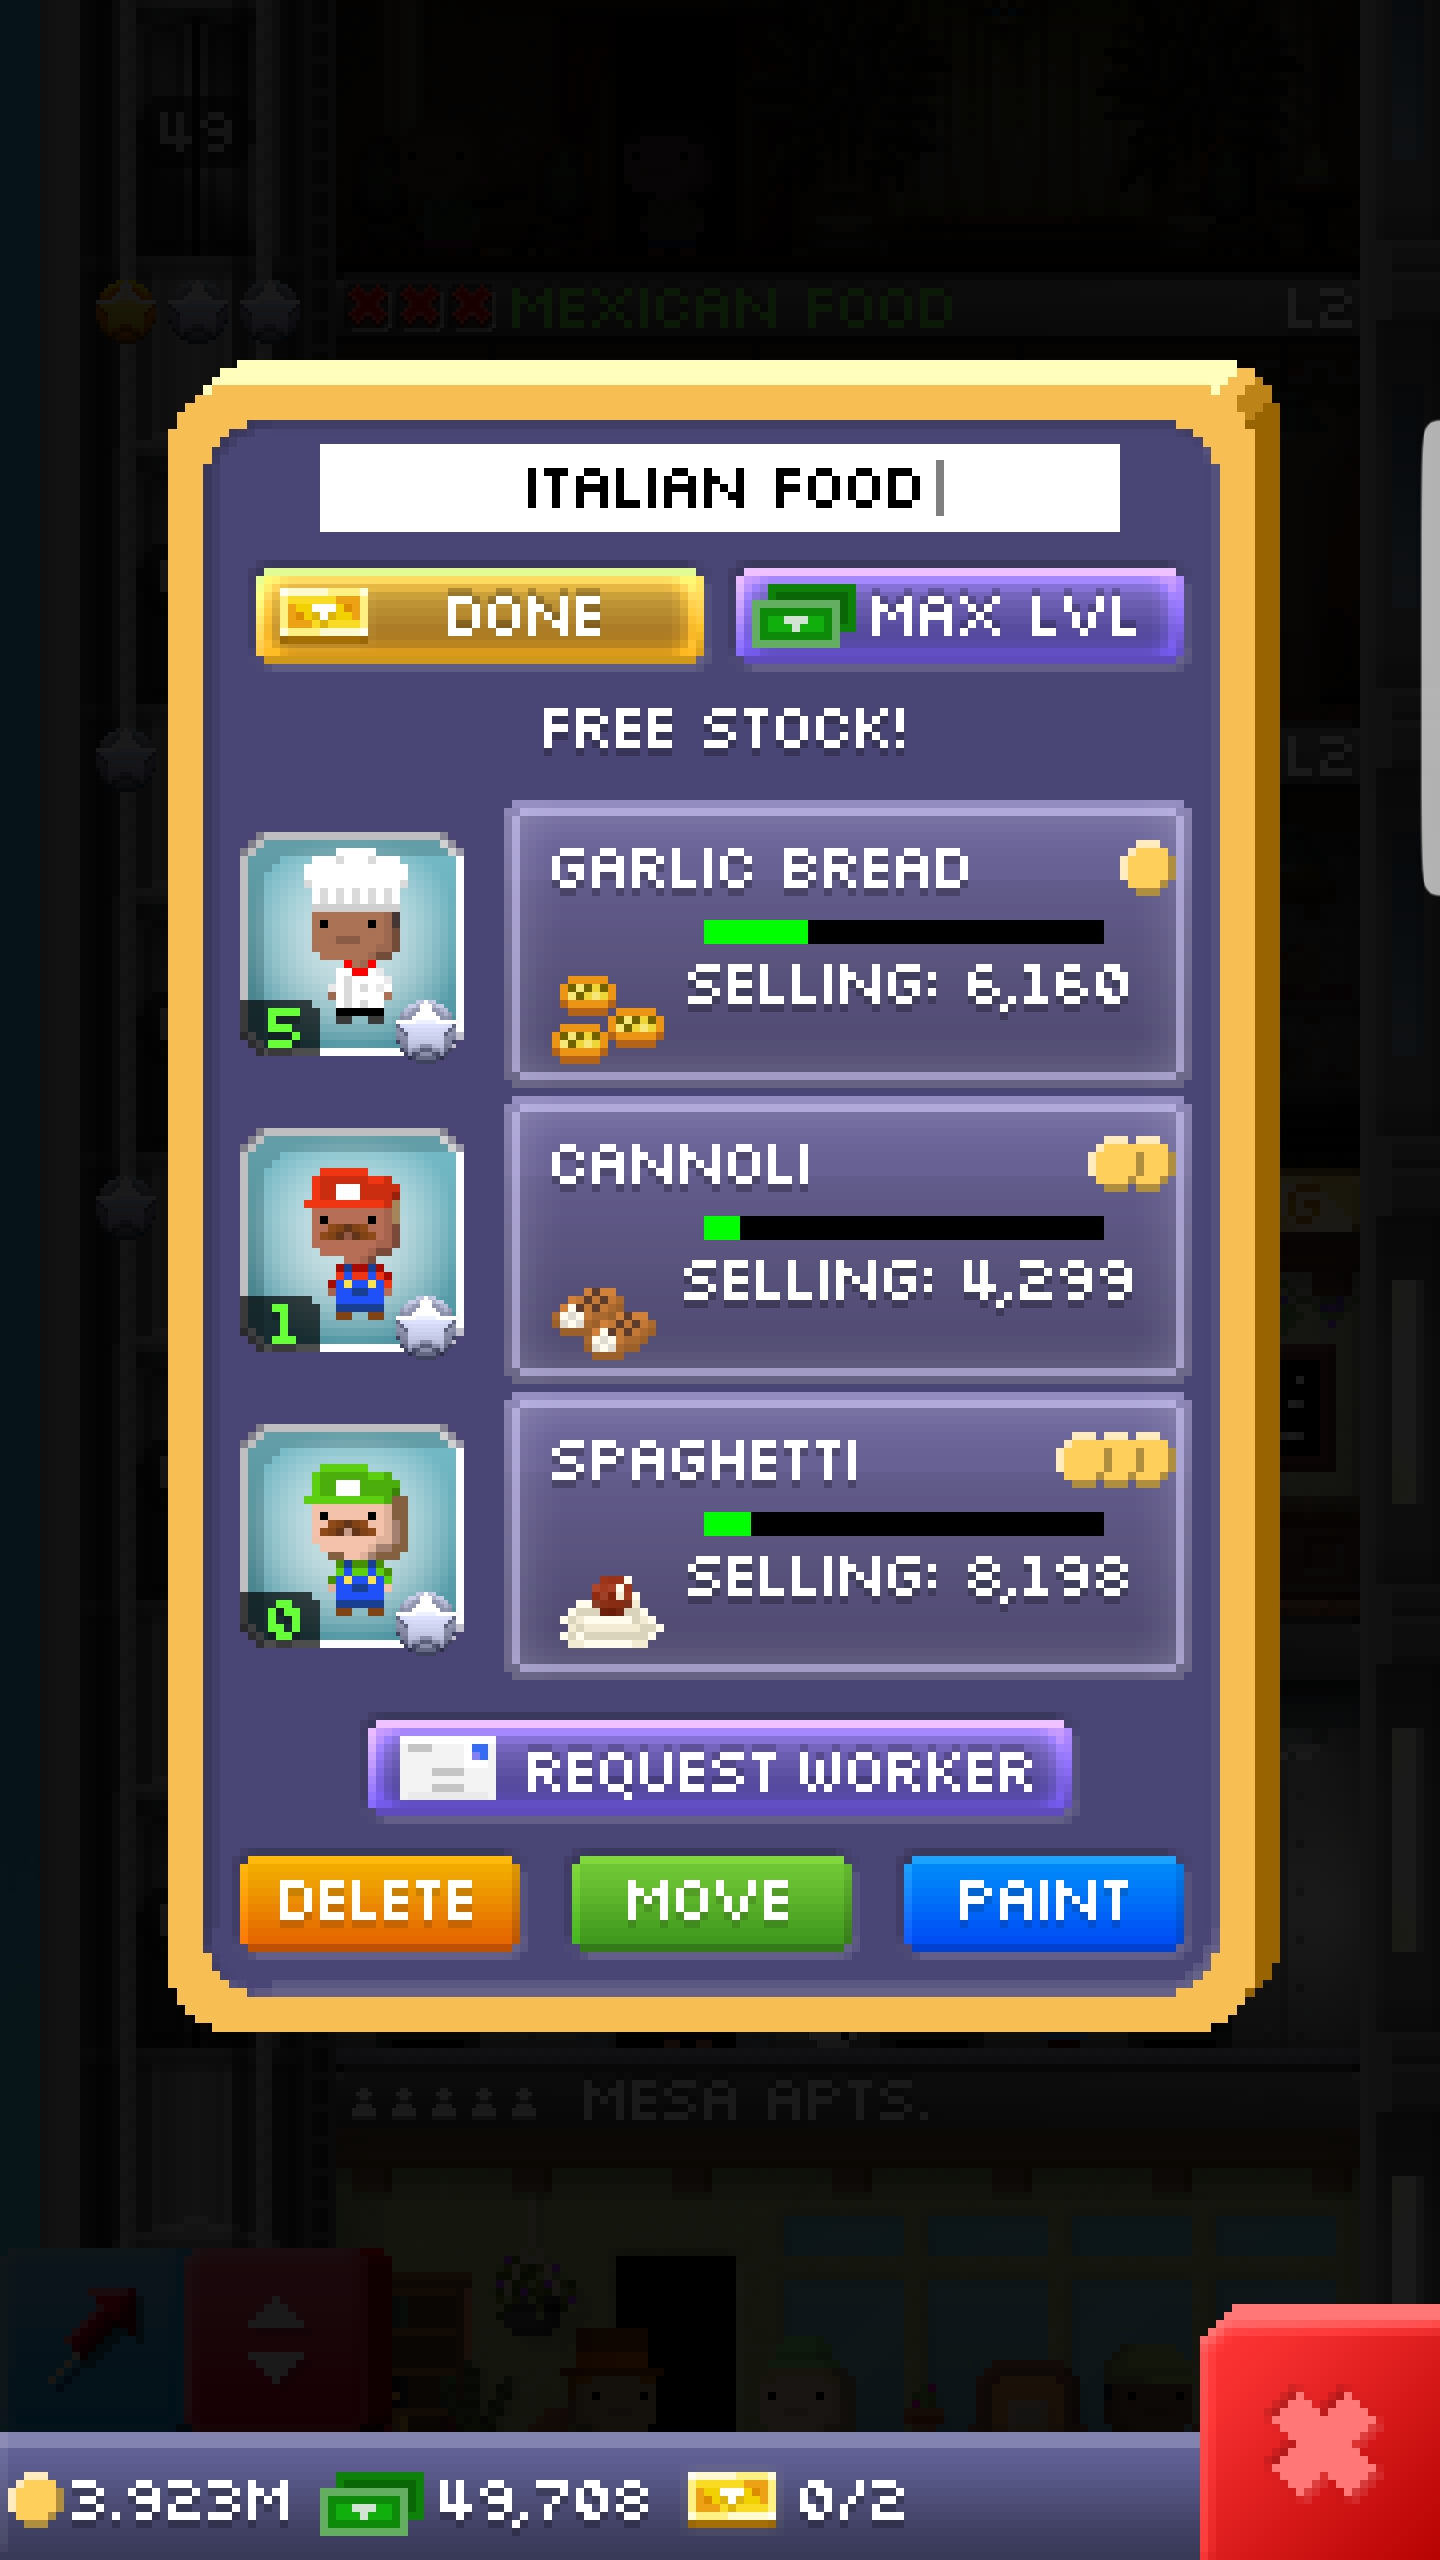 49
MEXICAN FOOD L2
ITALIAN FOOD
DONE
MAX LVL
FREE STOCK!
L2
GARLIC BREAD
SELLING: 6,160
5
CANNOLI
SELLING: 4,299
1
SPAGHETTI
SELLING: 8,198
0
REQUEST WORKER
DELETE
MOVE
PAINT
MESA APTS.
3.923M
49,708
0/2